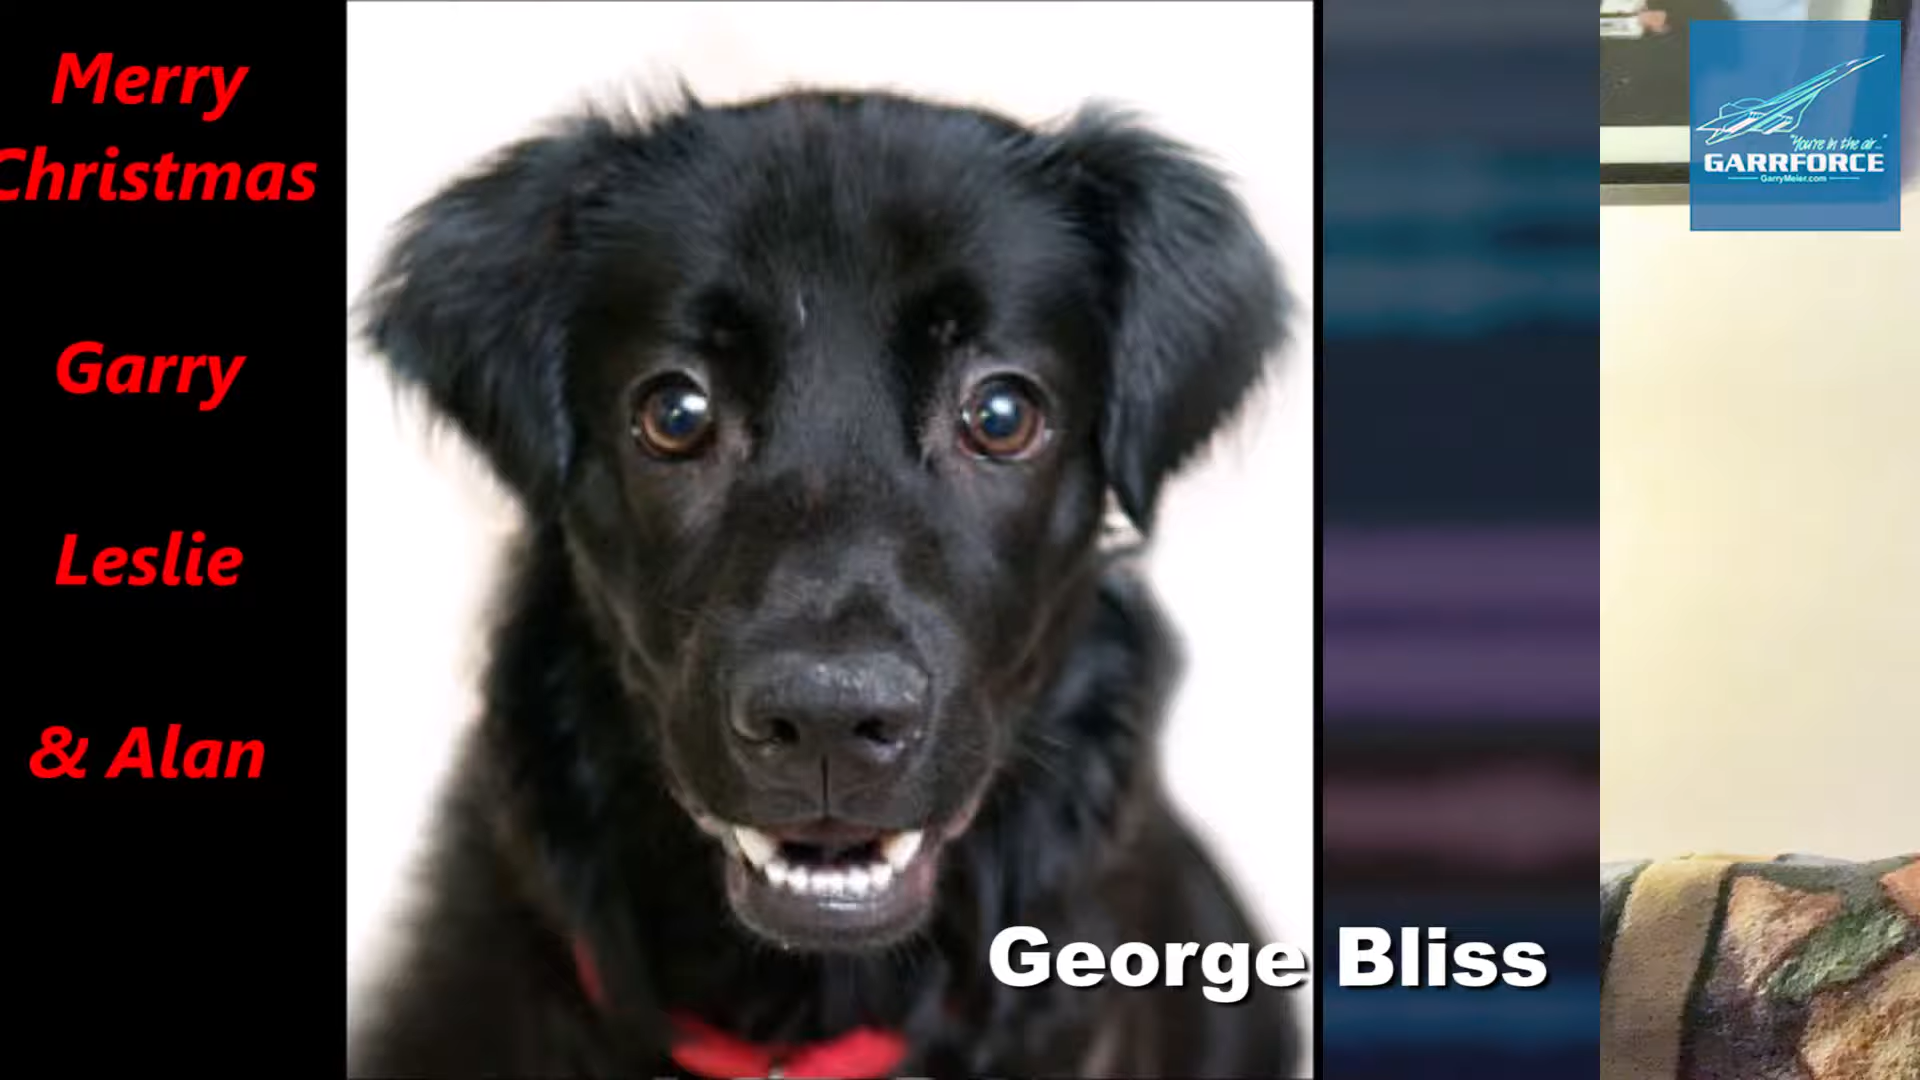 Merry
Christmas
Garry
Leslie
& Alan
George Bliss
"You're in the air..."
GARRFORCE
GarryMeier.com